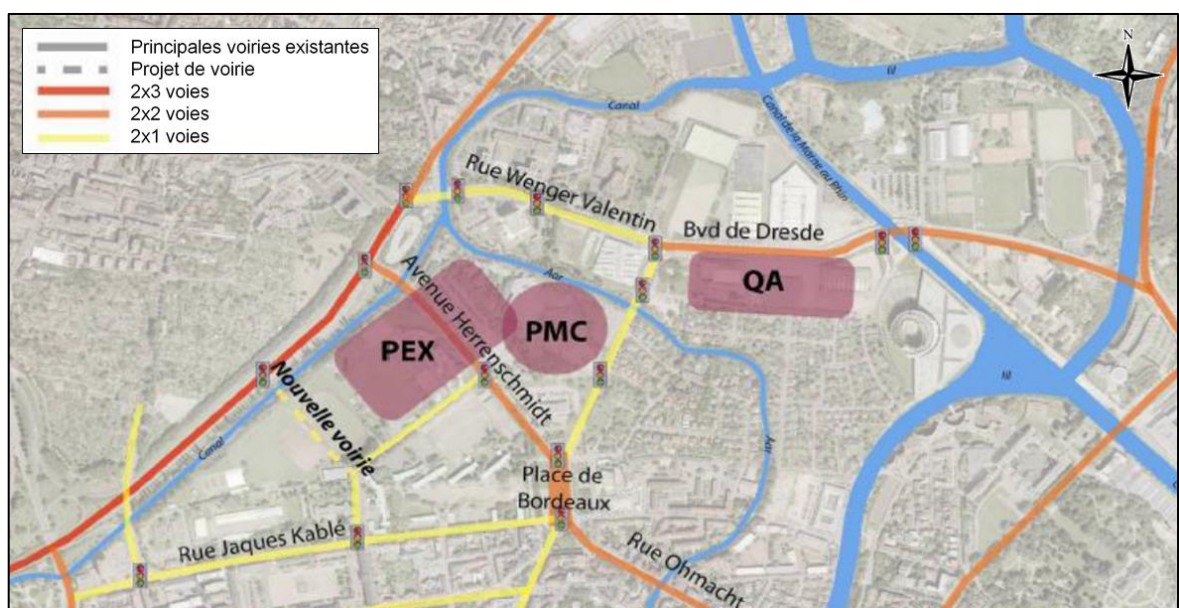 Principales voiries existantes
Projet de voirie
2x3 voies
2x2 voies
2x1 voies
N
Ill
Canal
Canal de la Marne au Rhin
Rue Wenger Valentin
Bvd de Dresde
Avenue Herrenschmidt
Aar
QA
PMC
PEX
Nouvelle voirie
Ill
Canal
Aar
Place de
Bordeaux
Rue Jaques Kablé
Rue Ohmacht